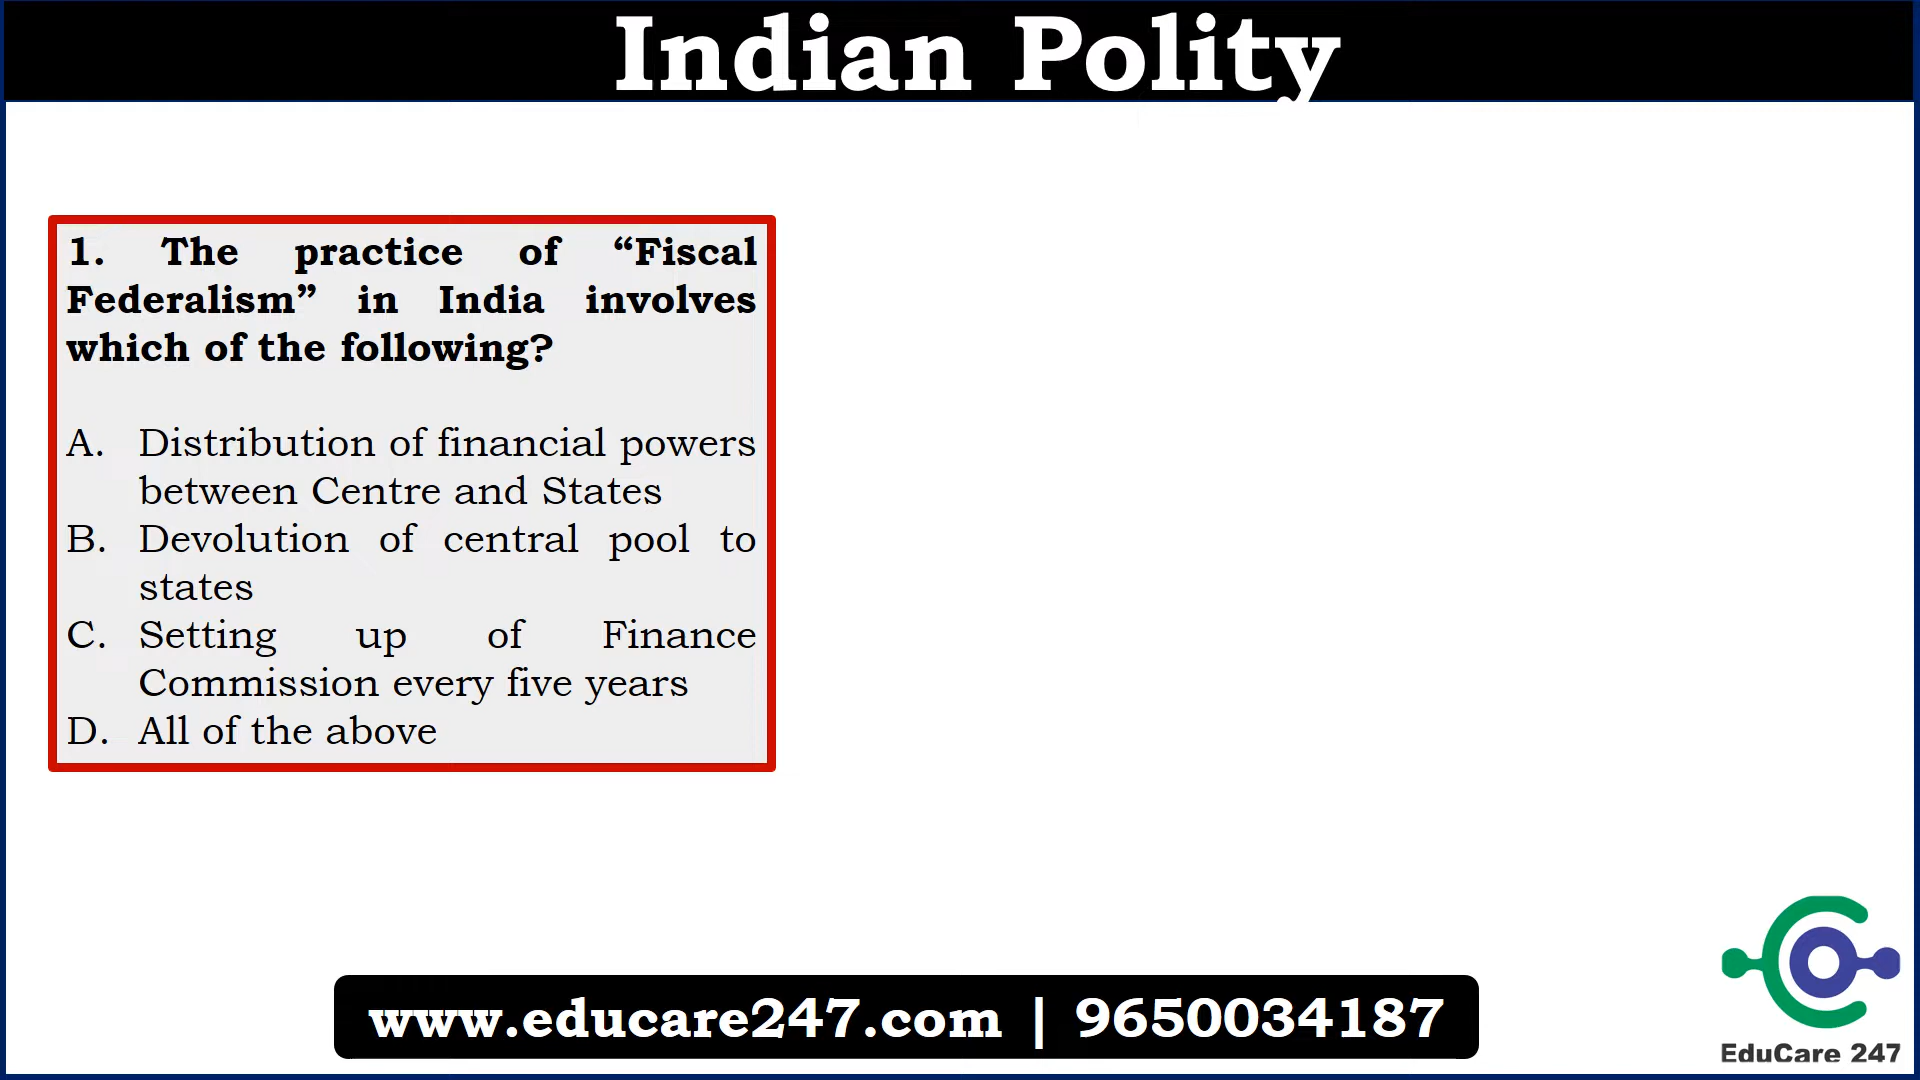 Indian Polity
1. The practice of “Fiscal
Federalism” in India involves
which of the following?
A. Distribution of financial powers
between Centre and States
B. Devolution of central pool to
states
C. Setting up of Finance
Commission every five years
D. All of the above
www.educare247.com | 9650034187
EduCare 247